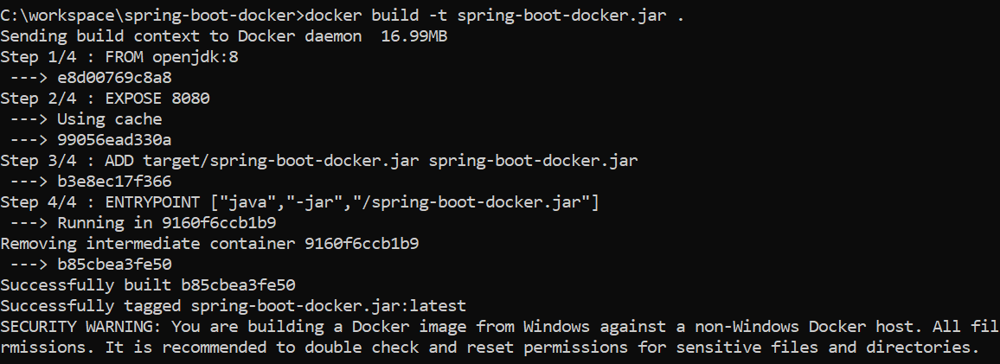 C:\workspace\spring-boot-docker>docker build -t spring-boot-docker.jar .
Sending build context to Docker daemon  16.99MB
Step 1/4 : FROM openjdk:8
 ---> e8d00769c8a8
Step 2/4 : EXPOSE 8080
 ---> Using cache
 ---> 99056ead330a
Step 3/4 : ADD target/spring-boot-docker.jar spring-boot-docker.jar
 ---> b3e8ec17f366
Step 4/4 : ENTRYPOINT ["java","-jar","/spring-boot-docker.jar"]
 ---> Running in 9160f6ccb1b9
Removing intermediate container 9160f6ccb1b9
 ---> b85cbea3fe50
Successfully built b85cbea3fe50
Successfully tagged spring-boot-docker.jar:latest
SECURITY WARNING: You are building a Docker image from Windows against a non-Windows Docker host. All fil
rmissions. It is recommended to double check and reset permissions for sensitive files and directories.